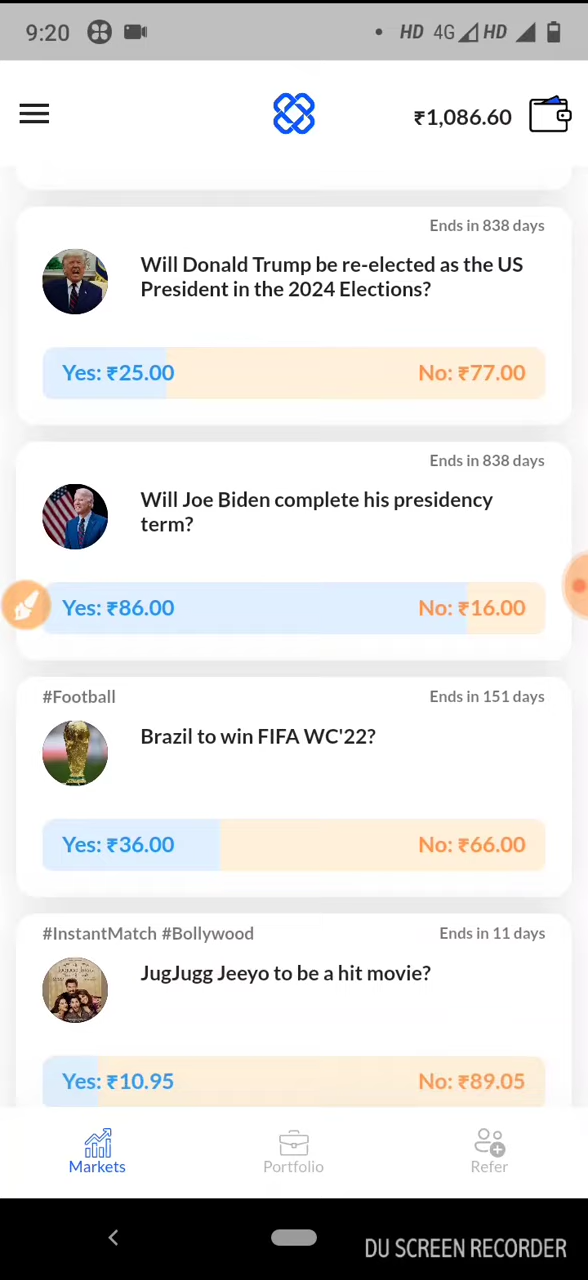 9:20
HD 4G HD
₹1,086.60
Ends in 838 days
Will Donald Trump be re-elected as the US
President in the 2024 Elections?
Yes: ₹25.00 No: ₹77.00
Ends in 838 days
Will Joe Biden complete his presidency
term?
Yes: ₹86.00 No: ₹16.00
#Football Ends in 151 days
Brazil to win FIFA WC'22?
Yes: ₹36.00 No: ₹66.00
#InstantMatch #Bollywood Ends in 11 days
JugJugg Jeeyo to be a hit movie?
Yes: ₹10.95 No: ₹89.05
Markets Portfolio Refer
DU SCREEN RECORDER